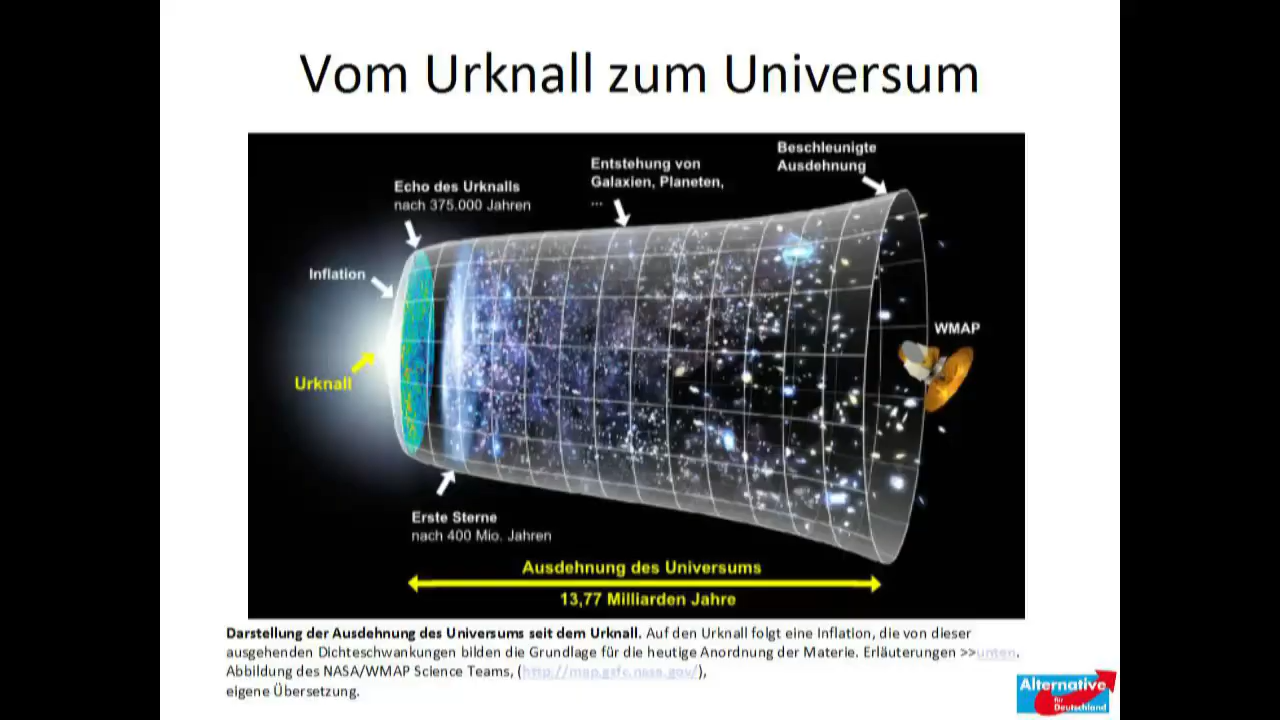 Vom Urknall zum Universum
Beschleunigte
Ausdehnung
Entstehung von
Galaxien, Planeten,
...
Echo des Urknalls
nach 375.000 Jahren
Inflation
WMAP
Urknall
Erste Sterne
nach 400 Mio. Jahren
Ausdehnung des Universums
13,77 Milliarden Jahre
Darstellung der Ausdehnung des Universums seit dem Urknall. Auf den Urknall folgt eine Inflation, die von dieser
ausgehenden Dichteschwankungen bilden die Grundlage für die heutige Anordnung der Materie. Erläuterungen >>unten.
Abbildung des NASA/WMAP Science Teams, (http://map.gsfc.nasa.gov/),
eigene Übersetzung.
Alternative
für
Deutschland